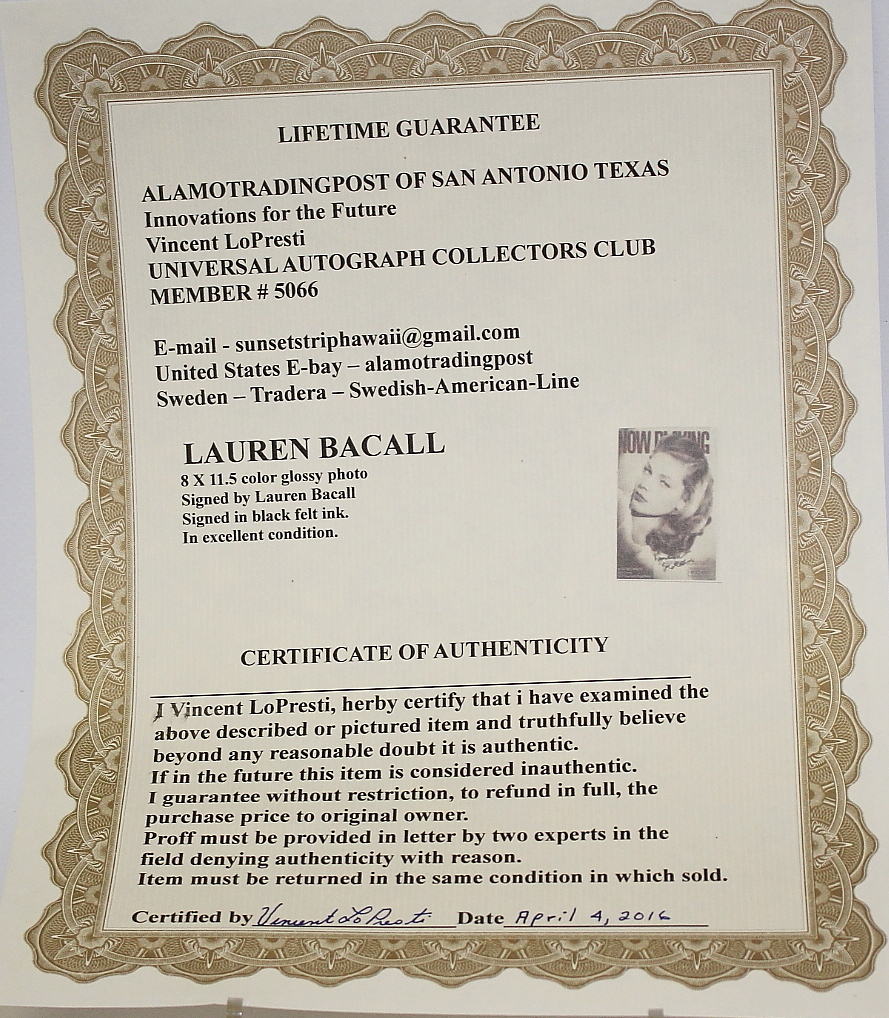 LIFETIME GUARANTEE
ALAMOTRADINGPOST OF SAN ANTONIO TEXAS
Innovations for the Future
Vincent LoPresti
UNIVERSAL AUTOGRAPH COLLECTORS CLUB
MEMBER # 5066
E-mail - sunsetstriphawaii@gmail.com
United States E-bay – alamotradingpost
Sweden – Tradera – Swedish-American-Line
LAUREN BACALL
8 X 11.5 color glossy photo
Signed by Lauren Bacall
Signed in black felt ink.
In excellent condition.
NOW PLAYING
CERTIFICATE OF AUTHENTICITY
I Vincent LoPresti, herby certify that i have examined the
above described or pictured item and truthfully believe
beyond any reasonable doubt it is authentic.
If in the future this item is considered inauthentic.
I guarantee without restriction, to refund in full, the
purchase price to original owner.
Proff must be provided in letter by two experts in the
field denying authenticity with reason.
Item must be returned in the same condition in which sold.
Certified by Vincent LoPresti Date April 4, 2016